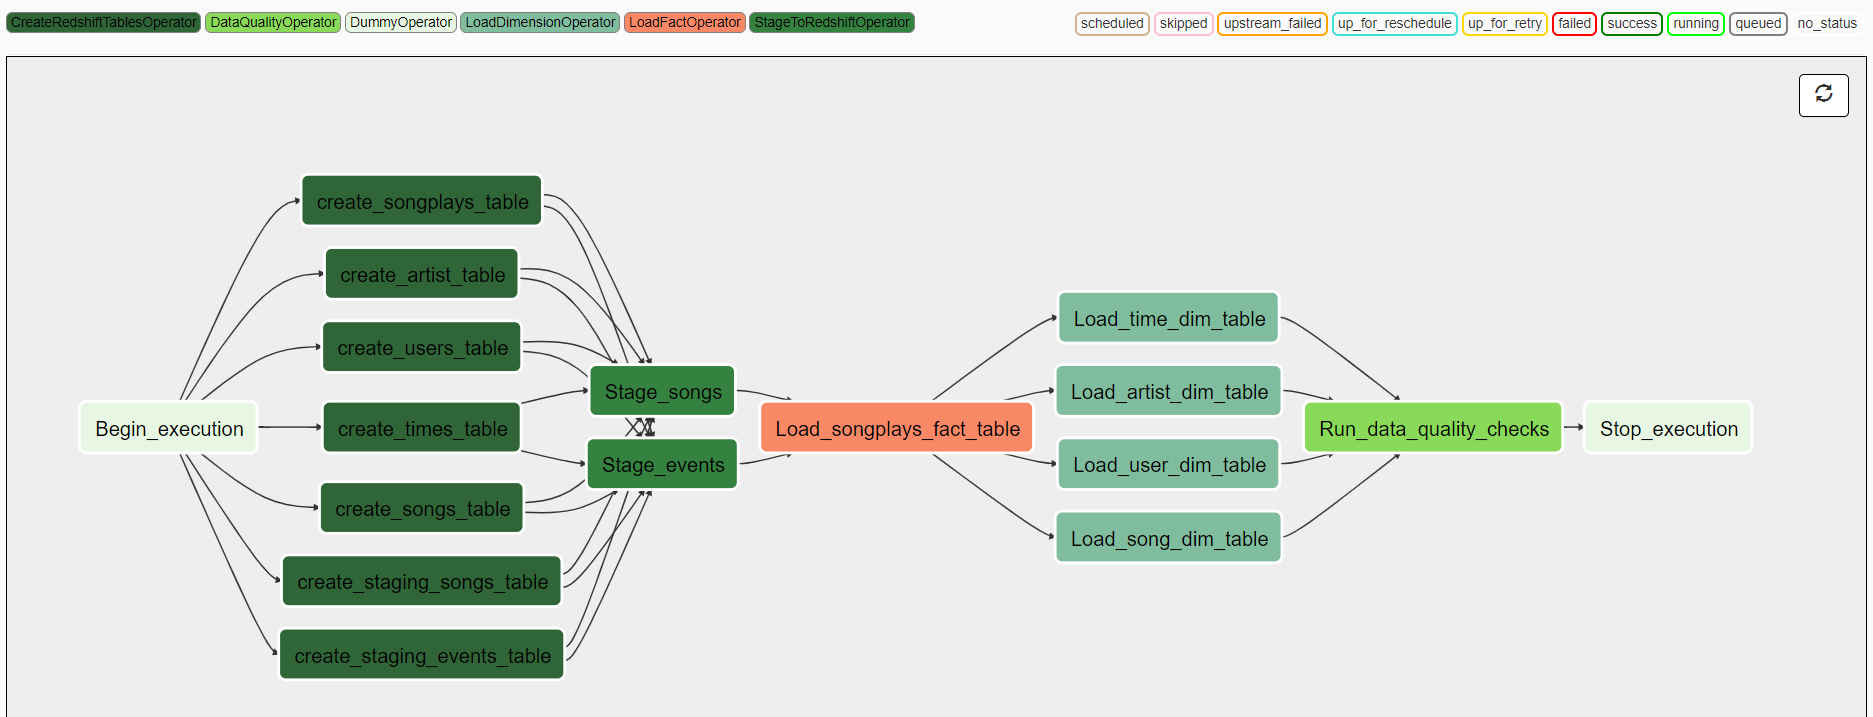 CreateRedshiftTablesOperator DataQualityOperator DummyOperator LoadDimensionOperator LoadFactOperator StageToRedshiftOperator scheduled skipped upstream_failed up_for_reschedule up_for_retry failed success running queued no_status
create_songplays_table
create_artist_table
create_users_table
create_times_table
create_songs_table
create_staging_songs_table
create_staging_events_table
Begin_execution
Stage_songs
Stage_events
Load_songplays_fact_table
Load_time_dim_table
Load_artist_dim_table
Load_user_dim_table
Load_song_dim_table
Run_data_quality_checks
Stop_execution